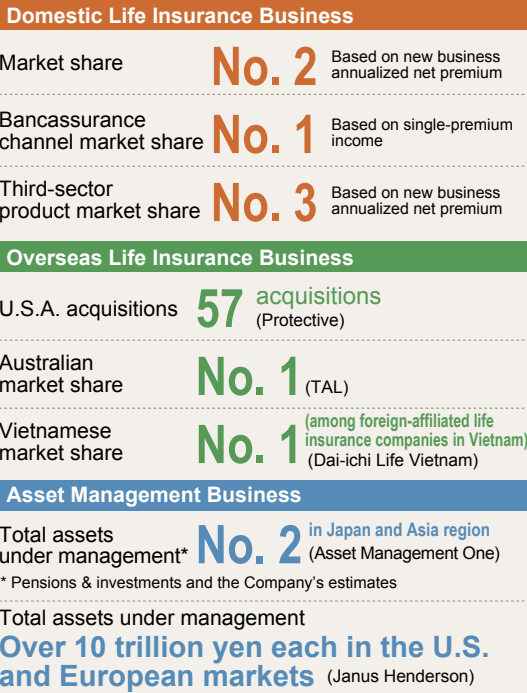 Domestic Life Insurance Business
Market share No. 2 Based on new business
annualized net premium
Bancassurance
channel market share No. 1 Based on single-premium
income
Third-sector
product market share No. 3 Based on new business
annualized net premium
Overseas Life Insurance Business
U.S.A. acquisitions 57 acquisitions
(Protective)
Australian
market share No. 1 (TAL)
Vietnamese
market share No. 1 (among foreign-affiliated life
insurance companies in Vietnam)
(Dai-ichi Life Vietnam)
Asset Management Business
Total assets
under management* No. 2 in Japan and Asia region
(Asset Management One)
* Pensions & investments and the Company's estimates
Total assets under management
Over 10 trillion yen each in the U.S.
and European markets (Janus Henderson)